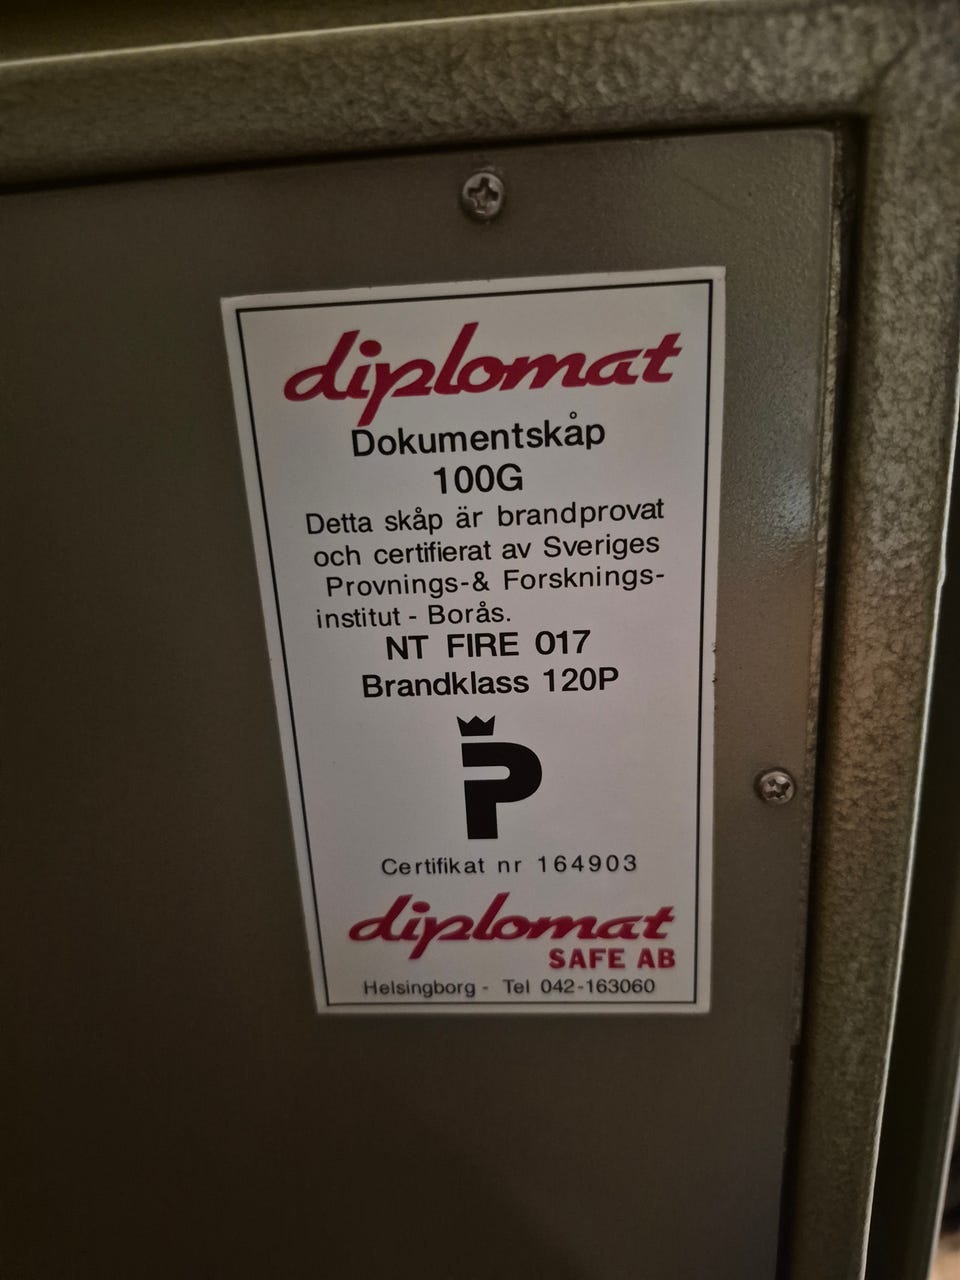 diplomat
Dokumentskåp
100G
Detta skåp är brandprovat
och certifierat av Sveriges
Provnings-& Forsknings-
institut - Borås.
NT FIRE 017
Brandklass 120P
P
Certifikat nr 164903
diplomat
SAFE AB
Helsingborg - Tel 042-163060